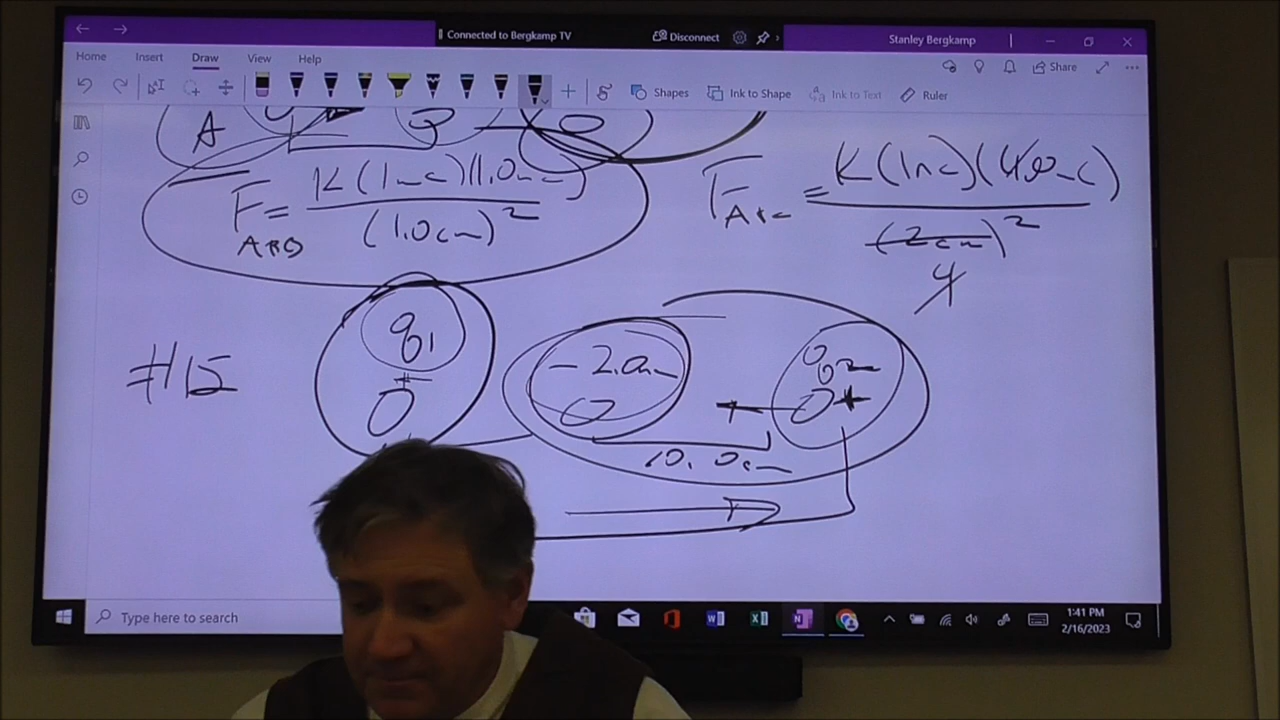 Connected to Bergkamp TV
Disconnect
Stanley Bergkamp
Home Insert Draw View Help
Share
Shapes
Ink to Shape
Ink to Text
Ruler
A
F = K(1nC)(1.0nC)
A+B
(1.0cm)²
F = K(1nC)(4.0nC)
(2cm)²
4
#15
q₁
+
-2.0nC
q₂
+
10.0cm
Type here to search
1:41 PM
2/16/2023